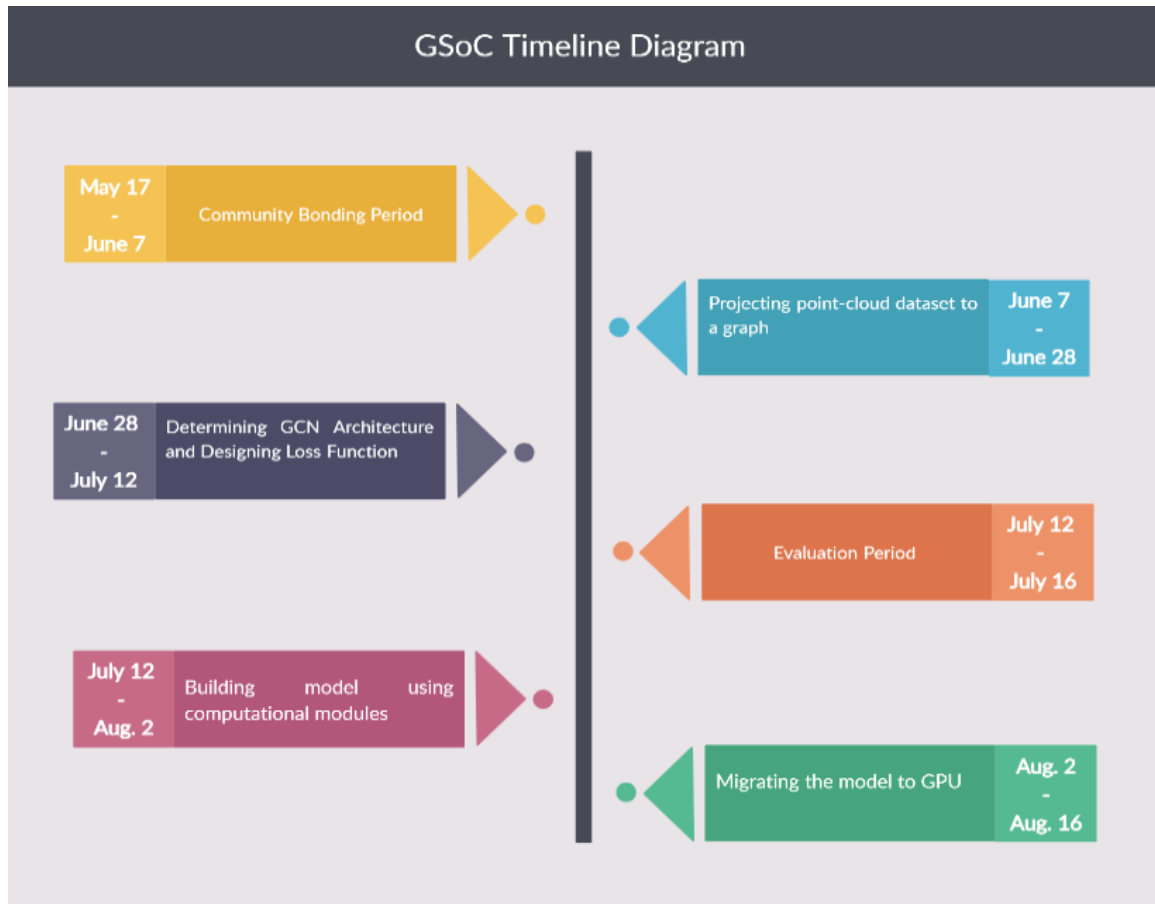 GSoC Timeline Diagram
May 17
-
June 7
Community Bonding Period
Projecting point-cloud dataset to
a graph
June 7
-
June 28
June 28
-
July 12
Determining GCN Architecture
and Designing Loss Function
Evaluation Period
July 12
-
July 16
July 12
-
Aug. 2
Building model using
computational modules
Migrating the model to GPU
Aug. 2
-
Aug. 16